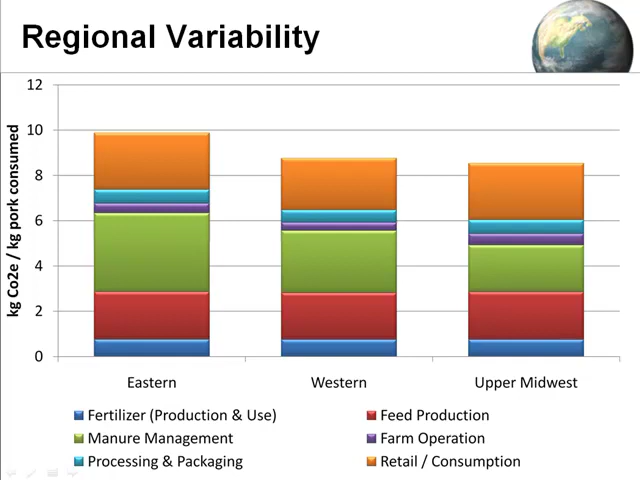 Regional Variability
kg Co2e / kg pork consumed
12
10
8
6
4
2
0
Eastern Western Upper Midwest
Fertilizer (Production & Use) Feed Production
Manure Management Farm Operation
Processing & Packaging Retail / Consumption